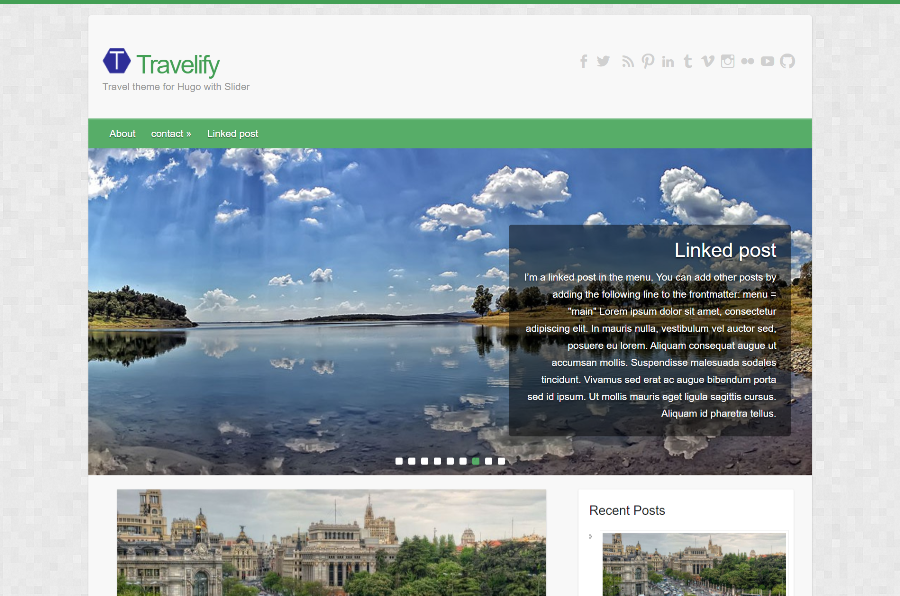 T Travelify
Travel theme for Hugo with Slider
About contact » Linked post
Linked post
I'm a linked post in the menu. You can add other posts by
adding the following line to the frontmatter: menu =
"main" Lorem ipsum dolor sit amet, consectetur
adipiscing elit. In mauris nulla, vestibulum vel auctor sed,
posuere eu lorem. Aliquam consequat augue ut
accumsan mollis. Suspendisse malesuada sodales
tincidunt. Vivamus sed erat ac augue bibendum porta
sed id ipsum. Ut mollis mauris eget ligula sagittis cursus.
Aliquam id pharetra tellus.
Recent Posts